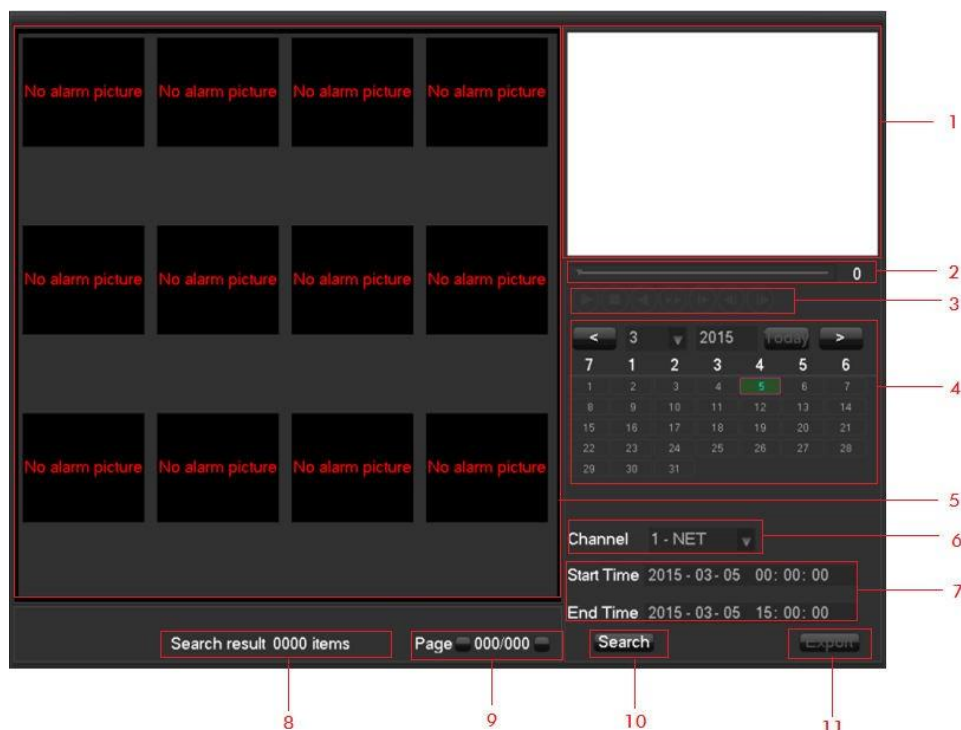 No alarm picture No alarm picture No alarm picture No alarm picture
No alarm picture No alarm picture No alarm picture No alarm picture
No alarm picture No alarm picture No alarm picture No alarm picture
1
0
2
3
< 3 2015 Today >
7 1 2 3 4 5 6
1 2 3 4 5 6 7
8 9 10 11 12 13 14
15 16 17 18 19 20 21
22 23 24 25 26 27 28
29 30 31
4
5
Channel 1 - NET
6
Start Time 2015 - 03 - 05 00: 00: 00
End Time 2015 - 03 - 05 15: 00: 00
7
Search result 0000 items
Page 000/000
Search
Export
8
9
10
11